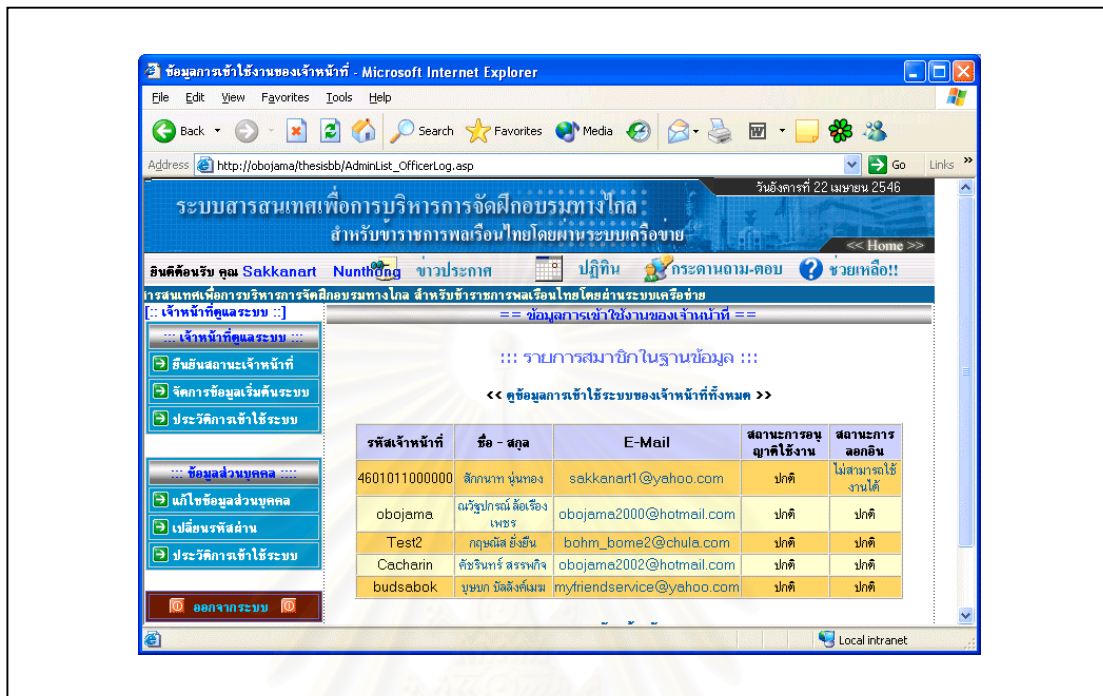 ข้อมูลการเข้าใช้งานของเจ้าหน้าที่ - Microsoft Internet Explorer
File Edit View Favorites Tools Help
Back Search Favorites Media
Address http://obojama/thesisbb/AdminList_OfficerLog.asp Go Links »
วันอังคารที่ 22 เมษายน 2546
ระบบสารสนเทศเพื่อการบริหารการจัดฝึกอบรมทางไกล
สำหรับข้าราชการพลเรือนไทยโดยผ่านระบบเครือข่าย
<< Home >>
ยินดีต้อนรับ คุณ Sakkanart Nunthong ข่าวประกาศ ปฏิทิน กระดานถาม-ตอบ ช่วยเหลือ!!
ารสนเทศเพื่อการบริหารการจัดฝึกอบรมทางไกล สำหรับข้าราชการพลเรือนไทยโดยผ่านระบบเครือข่าย
[:: เจ้าหน้าที่ดูแลระบบ ::]
== ข้อมูลการเข้าใช้งานของเจ้าหน้าที่ ==
::: เจ้าหน้าที่ดูแลระบบ :::
ยืนยันสถานะเจ้าหน้าที่
จัดการข้อมูลเริ่มต้นระบบ
ประวัติการเข้าใช้ระบบ
::: ข้อมูลส่วนบุคคล ::::
แก้ไขข้อมูลส่วนบุคคล
เปลี่ยนรหัสผ่าน
ประวัติการเข้าใช้ระบบ
ออกจากระบบ
::: รายการสมาชิกในฐานข้อมูล :::
<< ดูข้อมูลการเข้าใช้ระบบของเจ้าหน้าที่ทั้งหมด >>
รหัสเจ้าหน้าที่ ชื่อ - สกุล E-Mail สถานะการอนุญาติใช้งาน สถานะการลอกอิน
4601011000000 สักกนาท นุ่นทอง sakkanart1@yahoo.com ปกติ ไม่สามารถใช้งานได้
obojama ณวัฐปกรณ์ ล้อเรืองเพชร obojama2000@hotmail.com ปกติ ปกติ
Test2 กฤษณัส ยั่งยืน bohm_bome2@chula.com ปกติ ปกติ
Cacharin คัชรินทร์ สรรพกิจ obojama2002@hotmail.com ปกติ ปกติ
budsabok บุษบก บัลลังก์เมฆ myfriendservice@yahoo.com ปกติ ปกติ
Local intranet